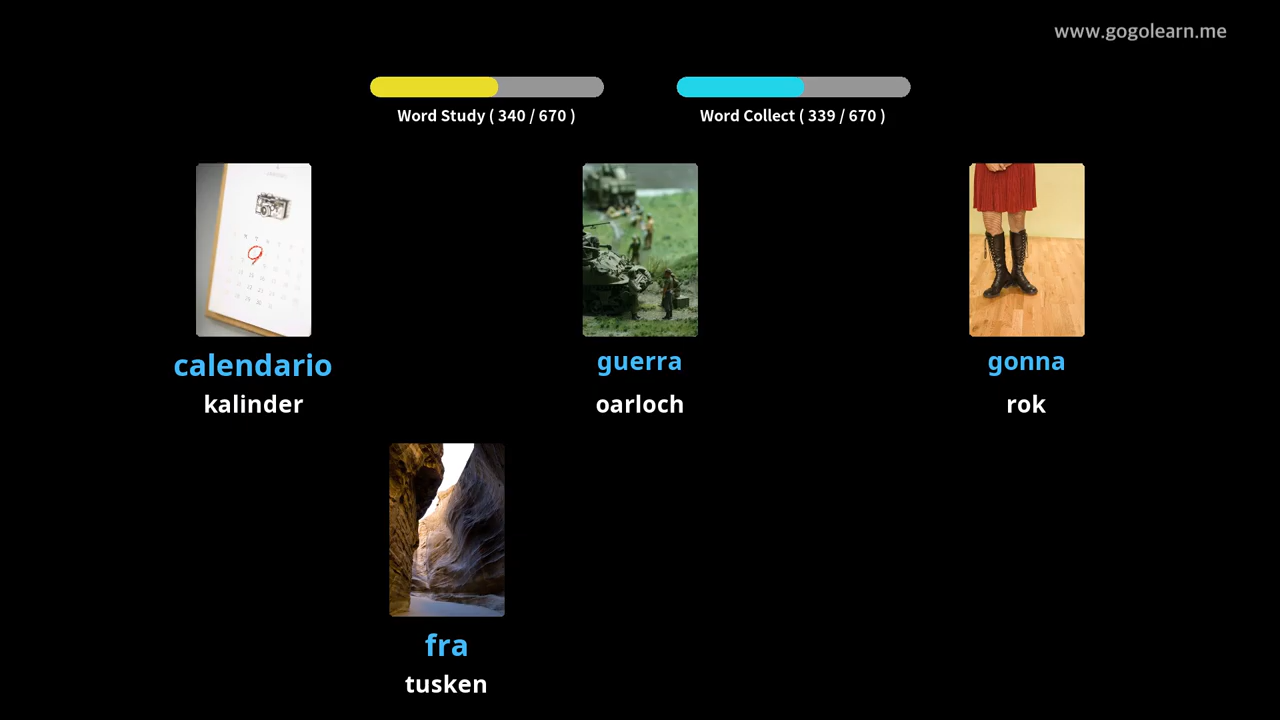 www.gogolearn.me
Word Study ( 340 / 670 )
Word Collect ( 339 / 670 )
calendario
kalinder
guerra
oarloch
gonna
rok
fra
tusken